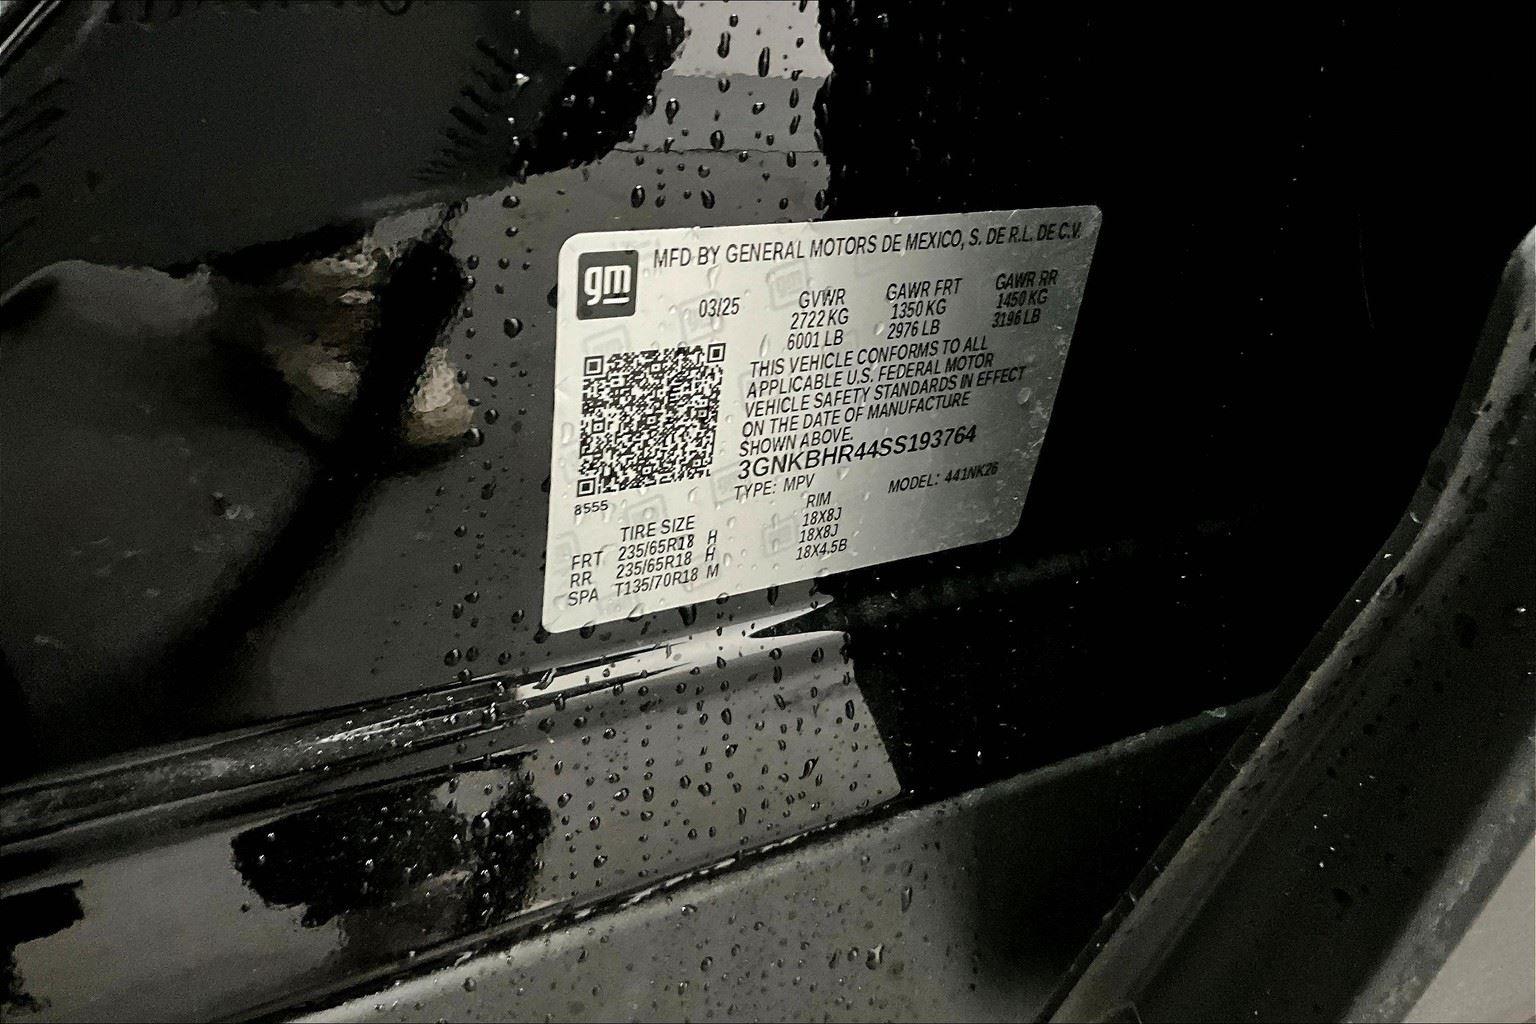 gm
MFD BY GENERAL MOTORS DE MEXICO, S. DE R.L. DE C.V.
03/25 GVWR GAWR FRT GAWR RR
2722 KG 1350 KG 1450 KG
6001 LB 2976 LB 3196 LB
THIS VEHICLE CONFORMS TO ALL
APPLICABLE U.S. FEDERAL MOTOR
VEHICLE SAFETY STANDARDS IN EFFECT
ON THE DATE OF MANUFACTURE
SHOWN ABOVE.
3GNKBHR44SS193764
TYPE: MPV MODEL: 441NK26
8555
TIRE SIZE RIM
FRT 235/65R18 H 18X8J
RR 235/65R18 H 18X8J
SPA T135/70R18 M 18X4.5B